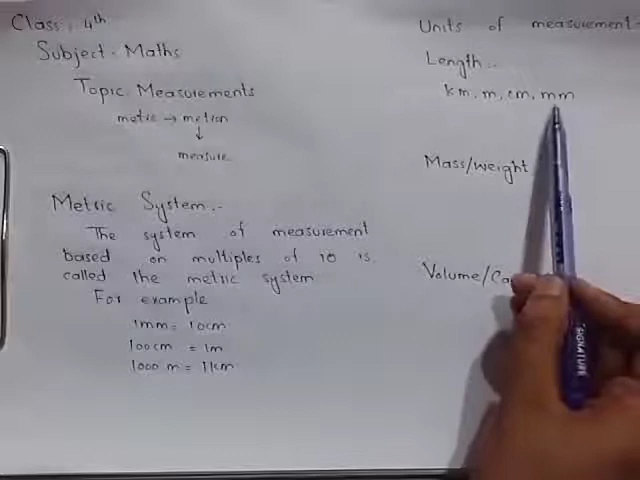 Class: 4th
Subject: Maths
Topic Measurements
metric → metron
↓
measure
Metric System:-
The system of measurement
based on multiples of 10 is
called the metric system
For example
1mm = 10cm
100cm = 1m
1000 m = 1km
Units of measurement:-
Length:-
km, m, cm, mm
Mass/weight
Volume/
SIGNATURE